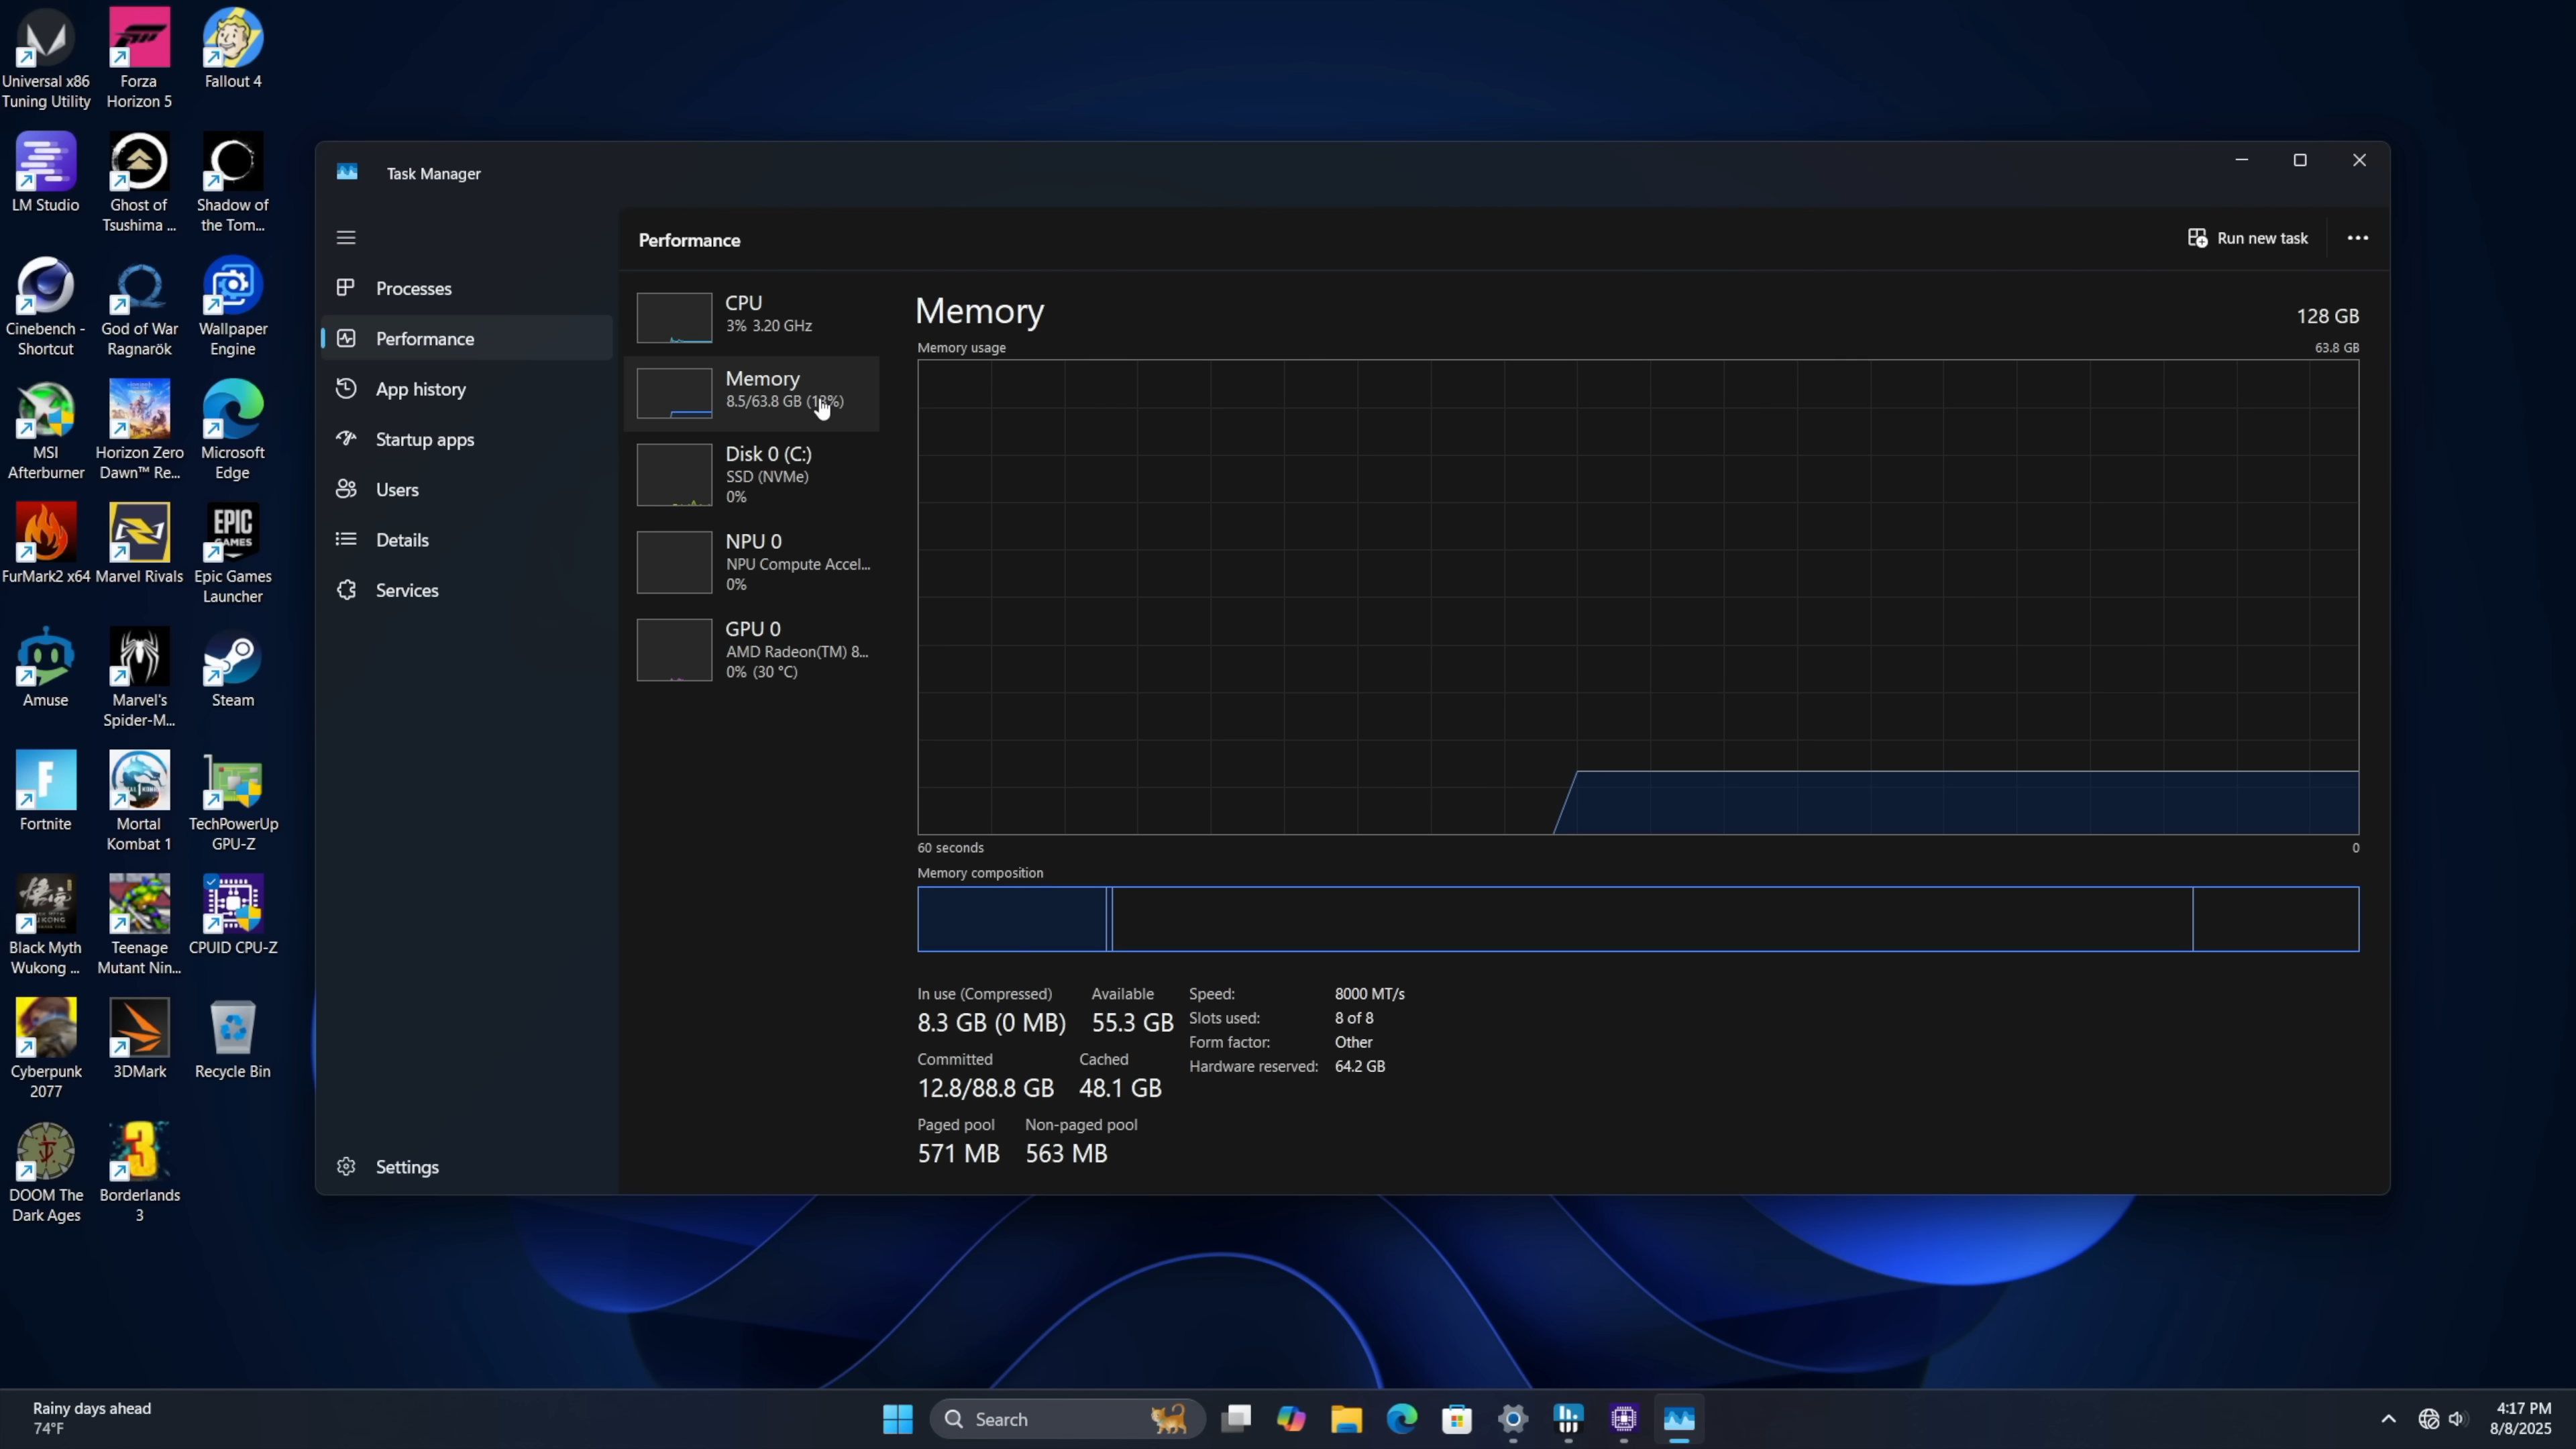 Universal x86
Tuning Utility
Forza
Horizon 5
Fallout 4
LM Studio
Ghost of
Tsushima ...
Shadow of
the Tom...
Cinebench -
Shortcut
God of War
Ragnarök
Wallpaper
Engine
MSI
Afterburner
Horizon Zero
Dawn™ Re...
Microsoft
Edge
FurMark2 x64
Marvel Rivals
EPIC
GAMES
Epic Games
Launcher
Amuse
Marvel's
Spider-M...
Steam
Fortnite
Mortal
Kombat 1
TechPowerUp
GPU-Z
Black Myth
Wukong ...
Teenage
Mutant Nin...
CPUID CPU-Z
Cyberpunk
2077
3DMark
Recycle Bin
DOOM The
Dark Ages
3
Borderlands
3
Task Manager
Processes
Performance
App history
Startup apps
Users
Details
Services
Settings
Performance
Run new task
CPU
3% 3.20 GHz
Memory
8.5/63.8 GB
Disk 0 (C:)
SSD (NVMe)
0%
NPU 0
NPU Compute Accel...
0%
GPU 0
AMD Radeon(TM) 8...
0% (30 °C)
Memory
128 GB
Memory usage
63.8 GB
60 seconds
0
Memory composition
In use (Compressed)
8.3 GB (0 MB)
Available
55.3 GB
Committed
12.8/88.8 GB
Cached
48.1 GB
Paged pool
571 MB
Non-paged pool
563 MB
Speed: 8000 MT/s
Slots used: 8 of 8
Form factor: Other
Hardware reserved: 64.2 GB
Rainy days ahead
74°F
Search
4:17 PM
8/8/2025